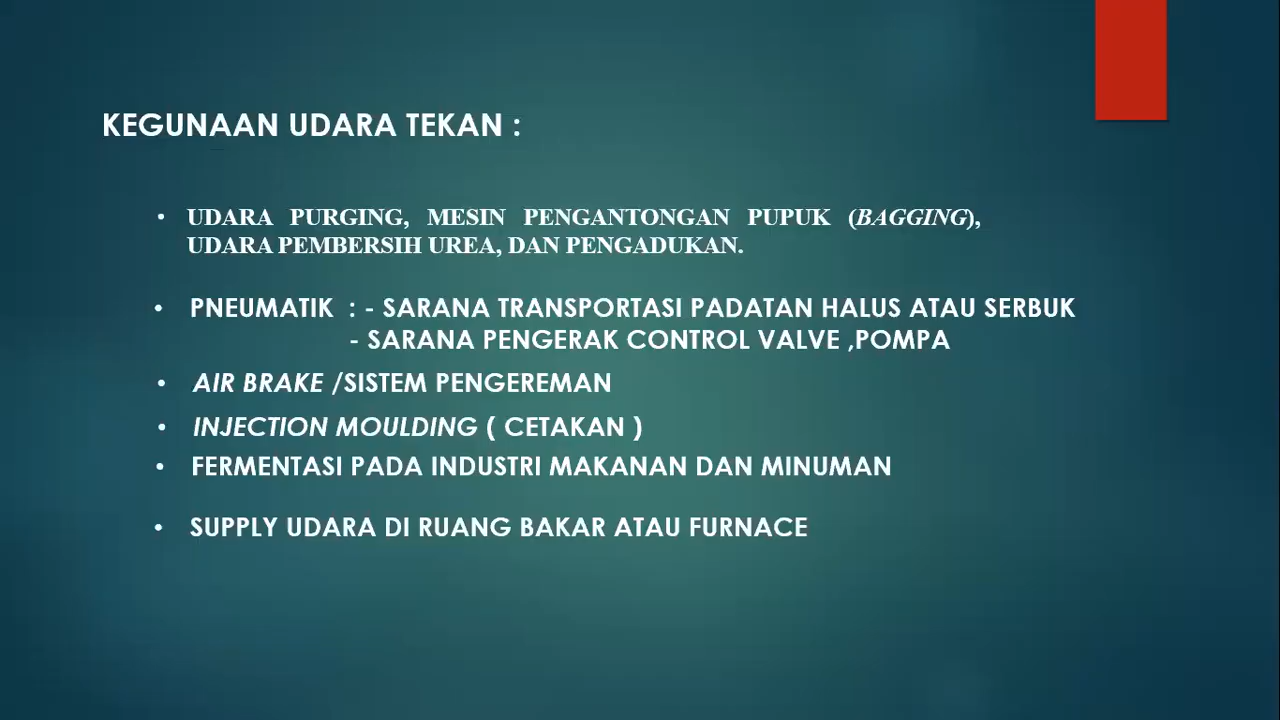 KEGUNAAN UDARA TEKAN :
• UDARA PURGING, MESIN PENGANTONGAN PUPUK (BAGGING),
UDARA PEMBERSIH UREA, DAN PENGADUKAN.
• PNEUMATIK : - SARANA TRANSPORTASI PADATAN HALUS ATAU SERBUK
- SARANA PENGERAK CONTROL VALVE ,POMPA
• AIR BRAKE /SISTEM PENGEREMAN
• INJECTION MOULDING ( CETAKAN )
• FERMENTASI PADA INDUSTRI MAKANAN DAN MINUMAN
• SUPPLY UDARA DI RUANG BAKAR ATAU FURNACE